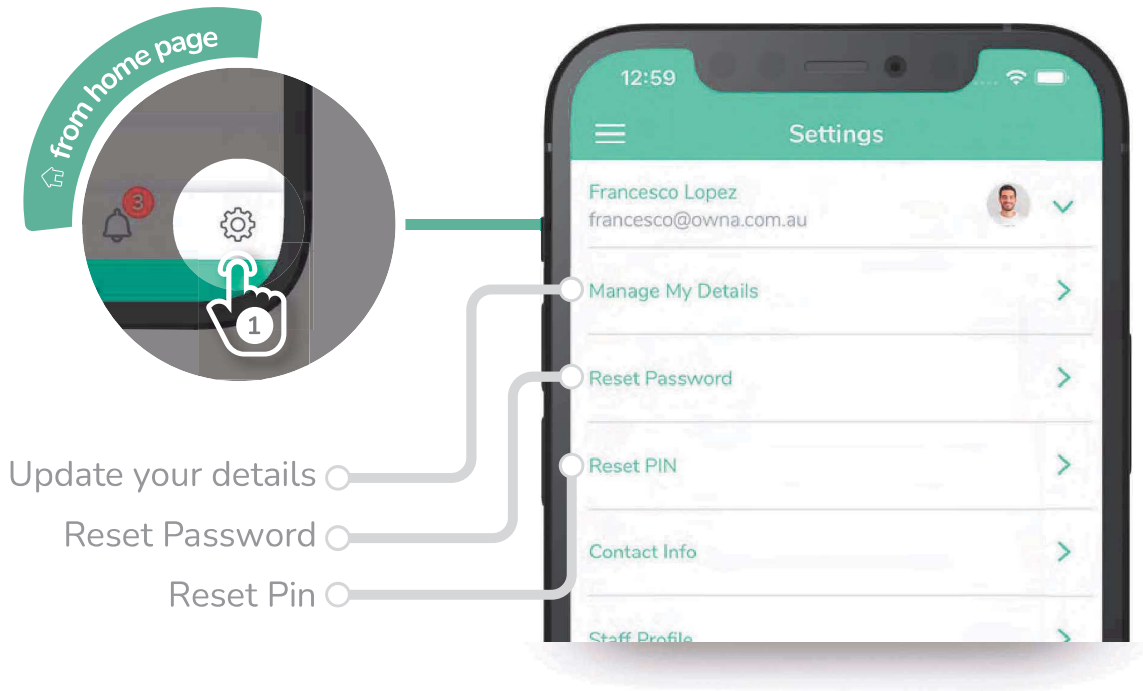 from home page
3
1
12:59
Settings
Francesco Lopez
francesco@owna.com.au
Manage My Details
Reset Password
Reset PIN
Contact Info
Staff Profile
Update your details
Reset Password
Reset Pin